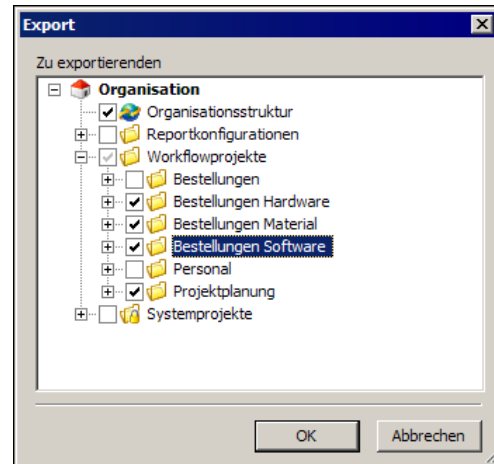 Export
Zu exportierenden
Organisation
Organisationsstruktur
Reportkonfigurationen
Workflowprojekte
Bestellungen
Bestellungen Hardware
Bestellungen Material
Bestellungen Software
Personal
Projektplanung
Systemprojekte
OK Abbrechen